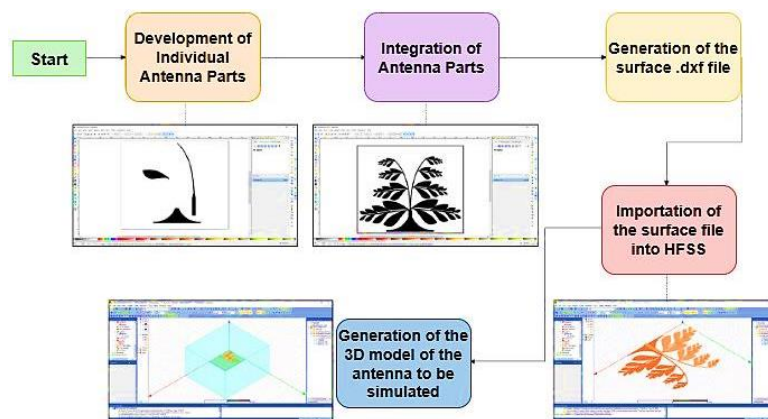 Start
Development of
Individual
Antenna Parts
Integration of
Antenna Parts
Generation of the
surface .dxf file
Importation of
the surface file
into HFSS
Generation of the
3D model of the
antenna to be
simulated